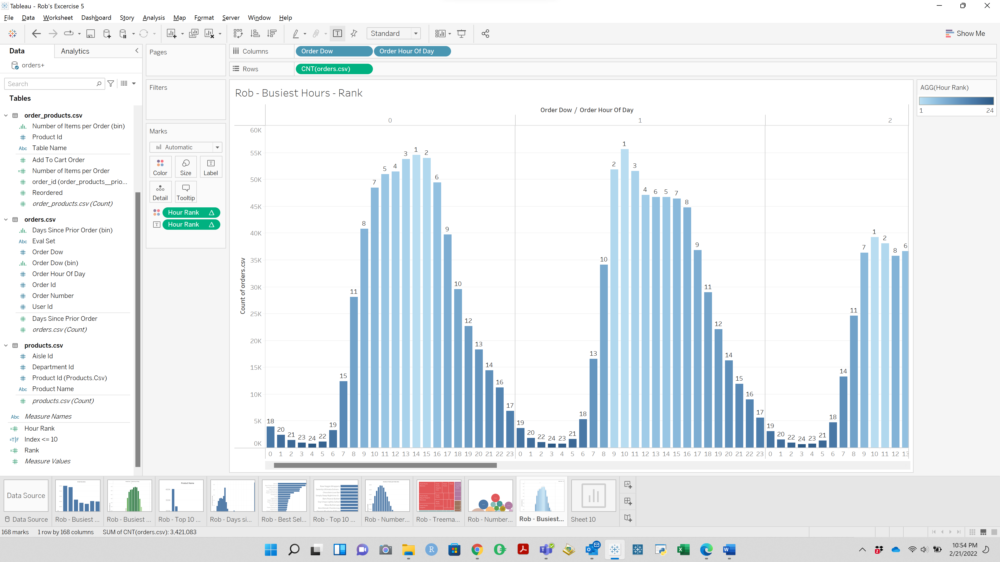 Tableau - Rob's Excercise 5
File Data Worksheet Dashboard Story Analysis Map Format Server Window Help
Standard
Show Me
Data Analytics
orders+
Search
Tables
order_products.csv
Number of Items per Order (bin)
Product Id
Abc Table Name
Add To Cart Order
Number of Items per Order
order_id (order_products__prio...
Reordered
order_products.csv (Count)
orders.csv
Days Since Prior Order (bin)
Abc Eval Set
Order Dow
Order Dow (bin)
Order Hour Of Day
Order Id
Order Number
User Id
Days Since Prior Order
orders.csv (Count)
products.csv
Aisle Id
Department Id
Product Id (Products.Csv)
Abc Product Name
products.csv (Count)
Abc Measure Names
Hour Rank
=T|F Index <= 10
Rank
Measure Values
Pages
Filters
Marks
Automatic
Color Size Label
Detail Tooltip
Hour Rank
T Hour Rank
Columns Order Dow Order Hour Of Day
Rows CNT(orders.csv)
Rob - Busiest Hours - Rank
Order Dow / Order Hour Of Day
0 1 2
Count of orders.csv
60K
55K
50K
45K
40K
35K
30K
25K
20K
15K
10K
5K
0K
18 20 21 23 24 22 19 15 11 8 7 5 4 3 1 2 6 9 10 12 13 14 16 17
19 20 22 24 23 21 18 13 10 2 1 3 4 6 5 7 8 9 11 12 14 15 16 17
19 20 22 24 23 21 18 14 11 7 1 2 8 6
0 1 2 3 4 5 6 7 8 9 10 11 12 13 14 15 16 17 18 19 20 21 22 23 0 1 2 3 4 5 6 7 8 9 10 11 12 13 14 15 16 17 18 19 20 21 22 23 0 1 2 3 4 5 6 7 8 9 10 11 12 13
AGG(Hour Rank)
1 24
Data Source
Product Name
Data Source Rob - Busiest ... Rob - Busiest ... Rob - Top 10 ... Rob - Days si... Rob - Best Sel... Rob - Top 10 ... Rob - Number... Rob - Treema... Rob - Number... Rob - Busiest... Sheet 10
168 marks 1 row by 168 columns SUM of CNT(orders.csv): 3,421,083
10:54 PM
2/21/2022